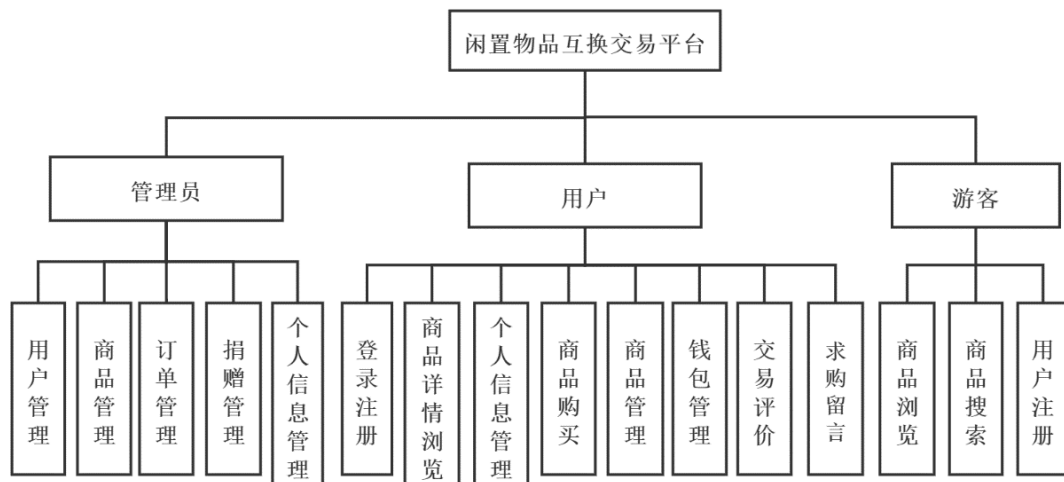 闲置物品互换交易平台
管理员
用户
游客
用户管理
商品管理
订单管理
捐赠管理
个人信息管理
登录注册
商品详情浏览
个人信息管理
商品购买
商品管理
钱包管理
交易评价
求购留言
商品浏览
商品搜索
用户注册